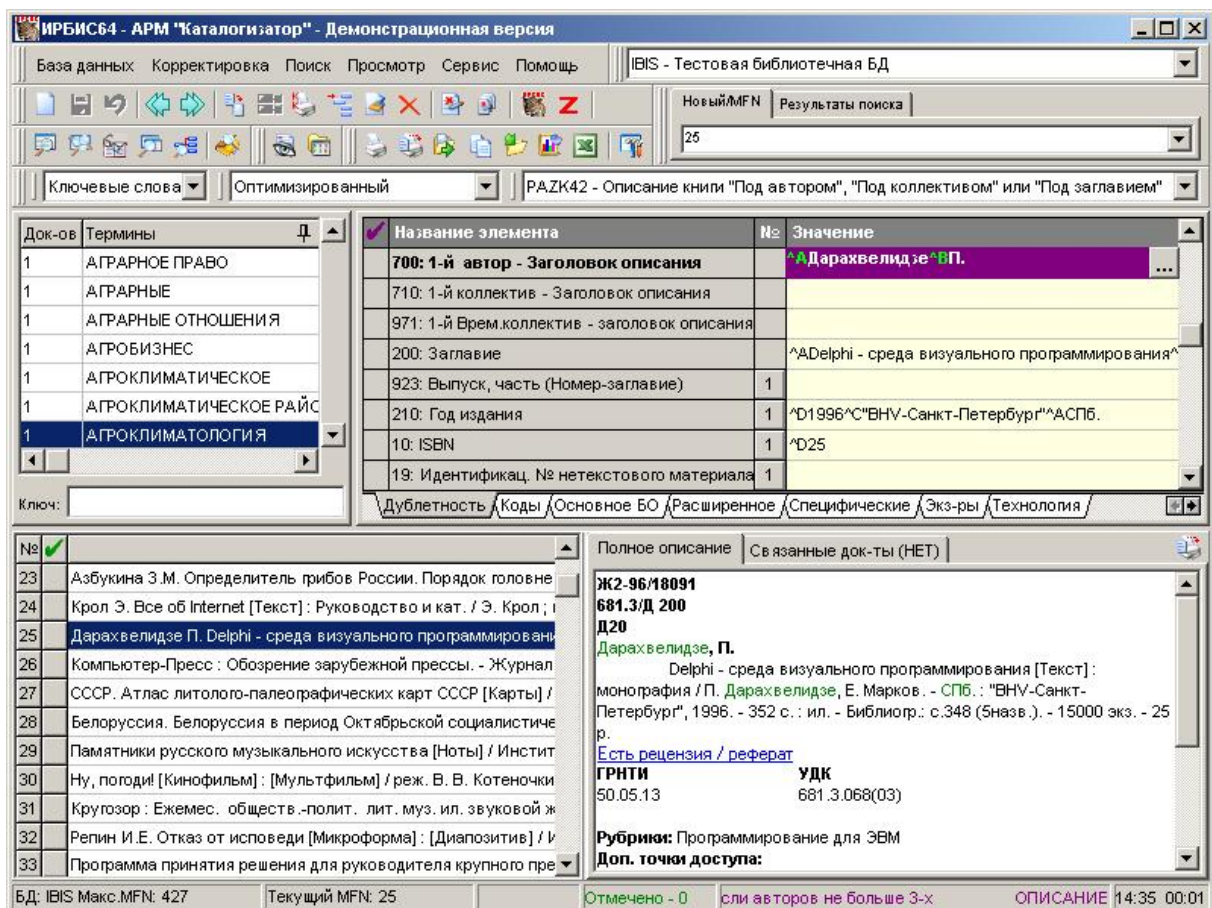 ИРБИС64 - АРМ "Каталогизатор" - Демонстрационная версия
База данных Корректировка Поиск Просмотр Сервис Помощь
IBIS - Тестовая библиотечная БД
Новый/MFN Результаты поиска
25
Ключевые слова Оптимизированный PAZK42 - Описание книги "Под автором", "Под коллективом" или "Под заглавием"
Док-ов Термины
1 АГРАРНОЕ ПРАВО
1 АГРАРНЫЕ
1 АГРАРНЫЕ ОТНОШЕНИЯ
1 АГРОБИЗНЕС
1 АГРОКЛИМАТИЧЕСКОЕ
1 АГРОКЛИМАТИЧЕСКОЕ РАЙО
1 АГРОКЛИМАТОЛОГИЯ
Ключ:
Название элемента № Значение
700: 1-й автор - Заголовок описания ^AДарахвелидзе^BП. ...
710: 1-й коллектив - Заголовок описания
971: 1-й Врем.коллектив - заголовок описания
200: Заглавие ^ADelphi - среда визуального программирования^
923: Выпуск, часть (Номер-заглавие) 1
210: Год издания 1 ^D1996^C"BHV-Санкт-Петербург"^AСПб.
10: ISBN 1 ^D25
19: Идентификац. № нетекстового материала 1
Дублетность Коды Основное БО Расширенное Специфические Экз-ры Технология
№
23 Азбукина З.М. Определитель грибов России. Порядок головне
24 Крол Э. Все об Internet [Текст] : Руководство и кат. / Э. Крол ;
25 Дарахвелидзе П. Delphi - среда визуального программировани
26 Компьютер-Пресс : Обозрение зарубежной прессы. - Журнал
27 СССР. Атлас литолого-палеографических карт СССР [Карты] /
28 Белоруссия. Белоруссия в период Октябрьской социалистиче
29 Памятники русского музыкального искусства [Ноты] / Инстит
30 Ну, погоди! [Кинофильм] : [Мультфильм] / реж. В. В. Котеночки
31 Кругозор : Ежемес. обществ.-полит. лит. муз. ил. звуковой ж
32 Репин И.Е. Отказ от исповеди [Микроформа] : [Диапозитив] / И
33 Программа принятия решения для руководителя крупного пре
Полное описание Связанные док-ты (НЕТ)
Ж2-96/18091
681.3/Д 200
Д20
Дарахвелидзе, П.
Delphi - среда визуального программирования [Текст] :
монография / П. Дарахвелидзе, Е. Марков. - СПб. : "BHV-Санкт-
Петербург", 1996. - 352 с. : ил. - Библиогр.: с.348 (5назв.). - 15000 экз. - 25
р.
Есть рецензия / реферат
ГРНТИ УДК
50.05.13 681.3.068(03)
Рубрики: Программирование для ЭВМ
Доп. точки доступа:
БД: IBIS Макс.MFN: 427 Текущий MFN: 25 Отмечено - 0 сли авторов не больше 3-х ОПИСАНИЕ 14:35 00:01